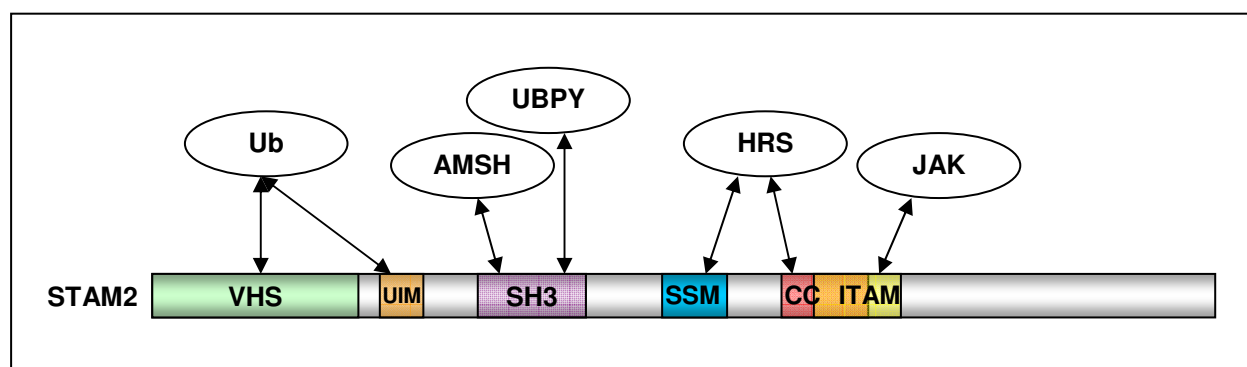 UBPY
Ub
HRS
AMSH
JAK
STAM2 VHS UIM SH3 SSM CC ITAM